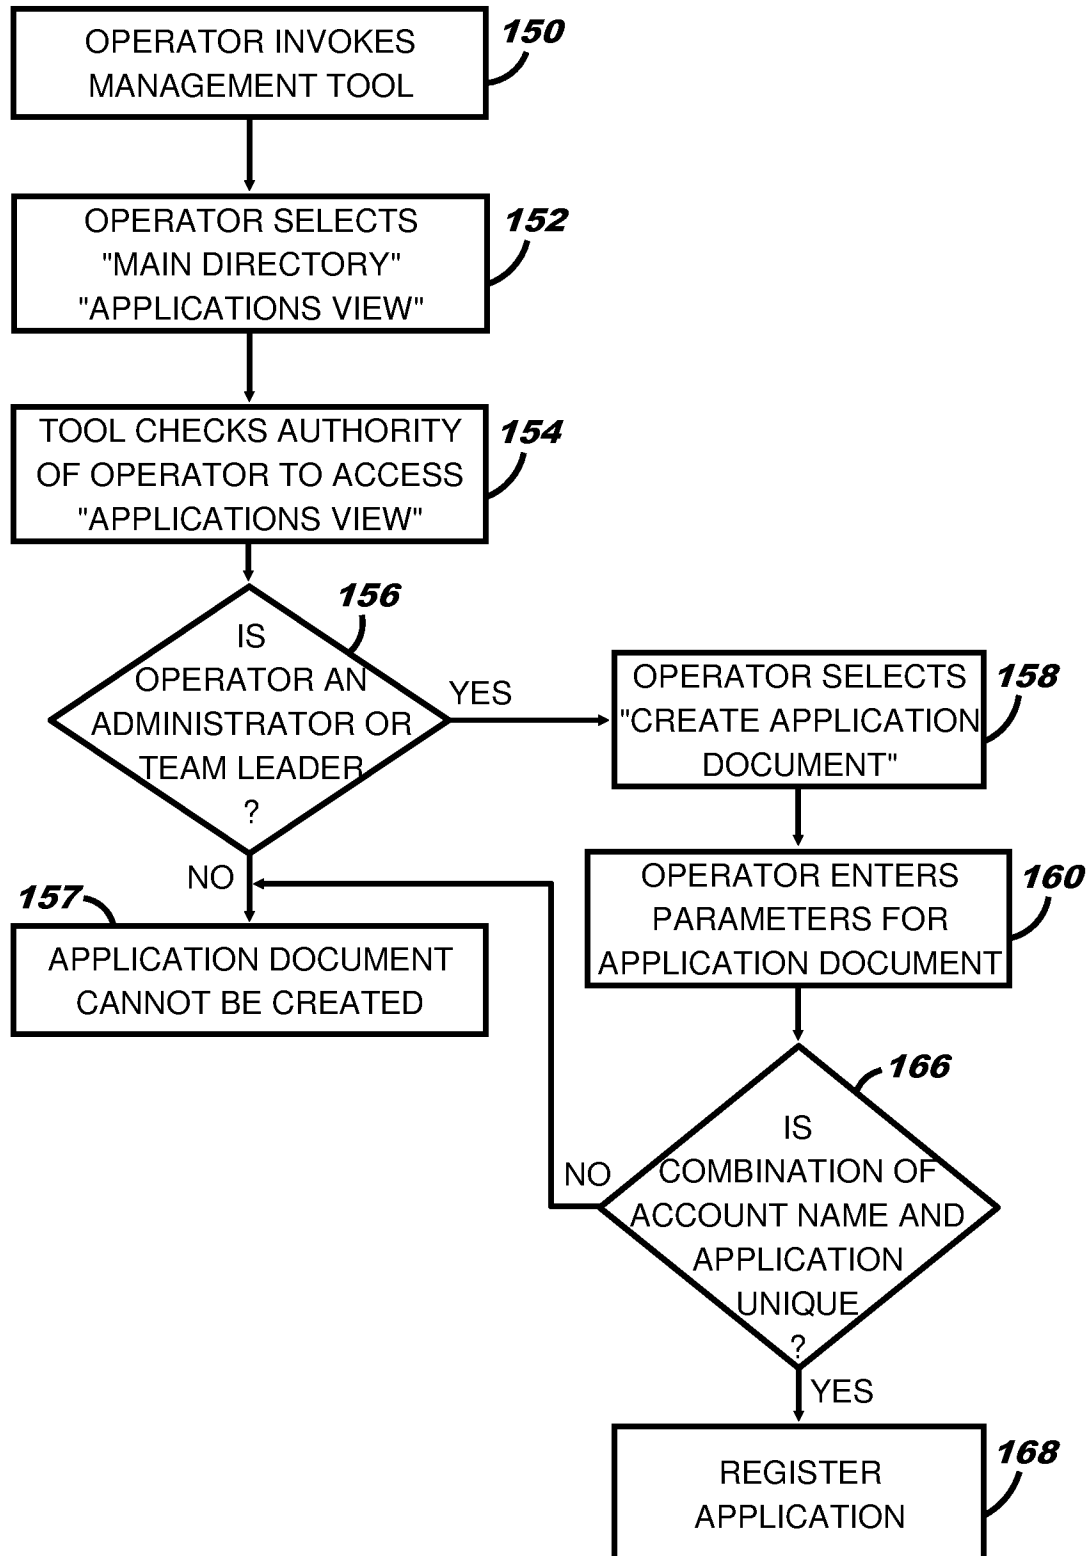 OPERATOR INVOKES
MANAGEMENT TOOL
150
OPERATOR SELECTS
"MAIN DIRECTORY"
"APPLICATIONS VIEW"
152
TOOL CHECKS AUTHORITY
OF OPERATOR TO ACCESS
"APPLICATIONS VIEW"
154
IS
OPERATOR AN
ADMINISTRATOR OR
TEAM LEADER
?
156
YES
NO
157
APPLICATION DOCUMENT
CANNOT BE CREATED
OPERATOR SELECTS
"CREATE APPLICATION
DOCUMENT"
158
OPERATOR ENTERS
PARAMETERS FOR
APPLICATION DOCUMENT
160
IS
COMBINATION OF
ACCOUNT NAME AND
APPLICATION
UNIQUE
?
166
NO
YES
REGISTER
APPLICATION
168